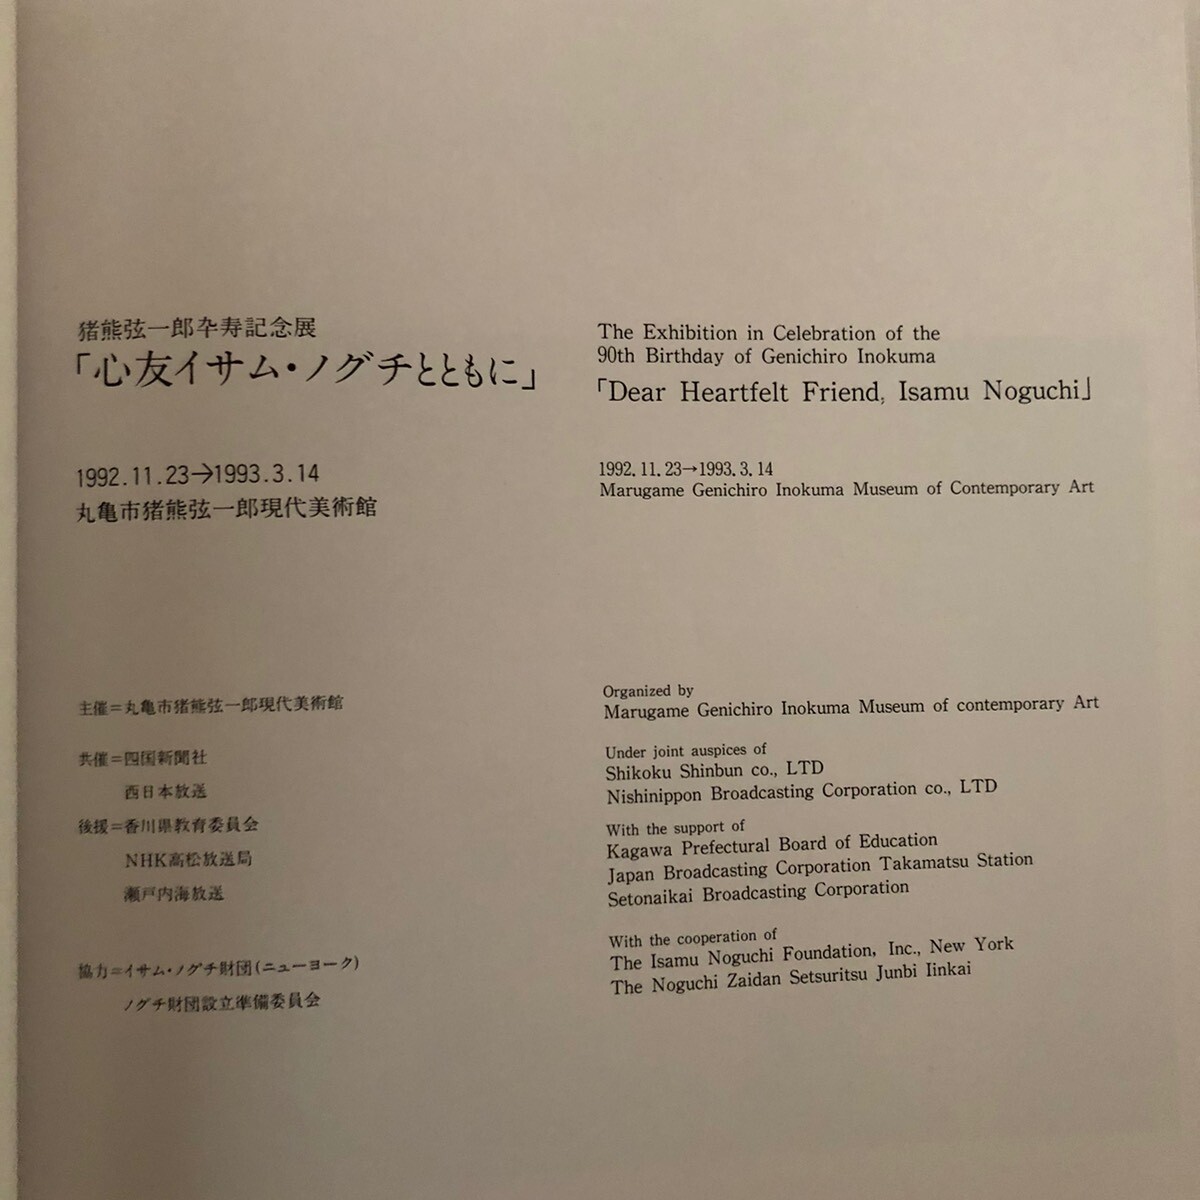 猪熊弦一郎卆寿記念展
「心友イサム・ノグチとともに」
1992.11.23→1993.3.14
丸亀市猪熊弦一郎現代美術館
主催＝丸亀市猪熊弦一郎現代美術館
共催＝四国新聞社
西日本放送
後援＝香川県教育委員会
NHK高松放送局
瀬戸内海放送
協力＝イサム・ノグチ財団(ニューヨーク)
ノグチ財団設立準備委員会
The Exhibition in Celebration of the
90th Birthday of Genichiro Inokuma
「Dear Heartfelt Friend, Isamu Noguchi」
1992.11.23→1993.3.14
Marugame Genichiro Inokuma Museum of Contemporary Art
Organized by
Marugame Genichiro Inokuma Museum of contemporary Art
Under joint auspices of
Shikoku Shinbun co., LTD
Nishinippon Broadcasting Corporation co., LTD
With the support of
Kagawa Prefectural Board of Education
Japan Broadcasting Corporation Takamatsu Station
Setonaikai Broadcasting Corporation
With the cooperation of
The Isamu Noguchi Foundation, Inc., New York
The Noguchi Zaidan Setsuritsu Junbi Iinkai